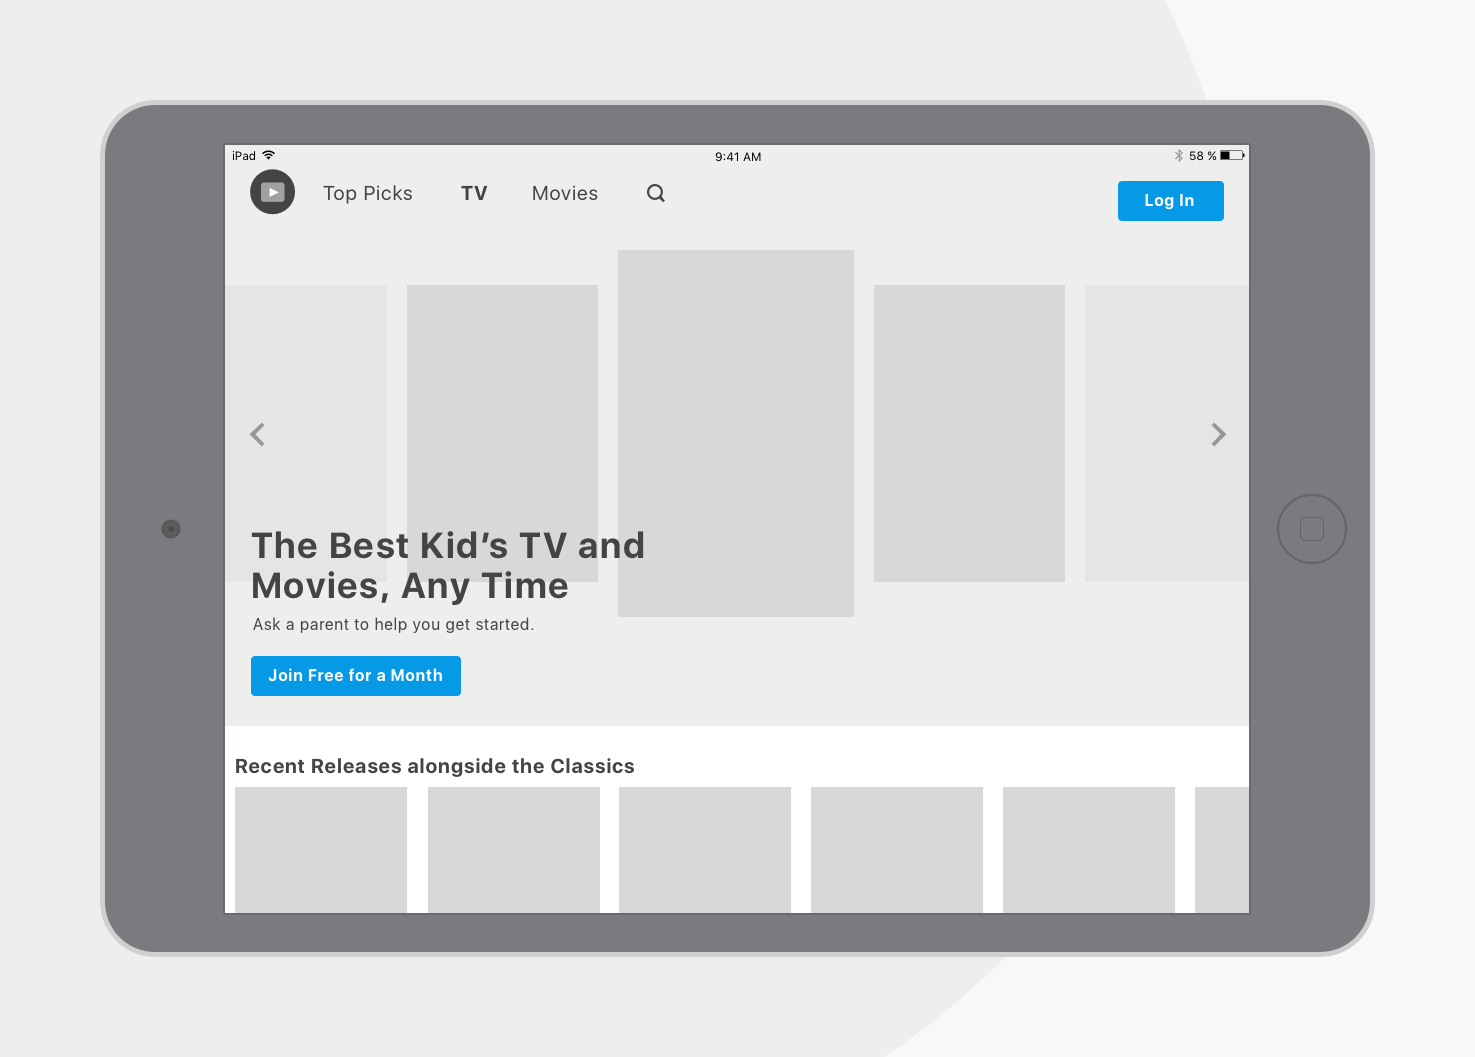 iPad
9:41 AM
58 %
Top Picks
TV
Movies
Log In
The Best Kid’s TV and
Movies, Any Time
Ask a parent to help you get started.
Join Free for a Month
Recent Releases alongside the Classics